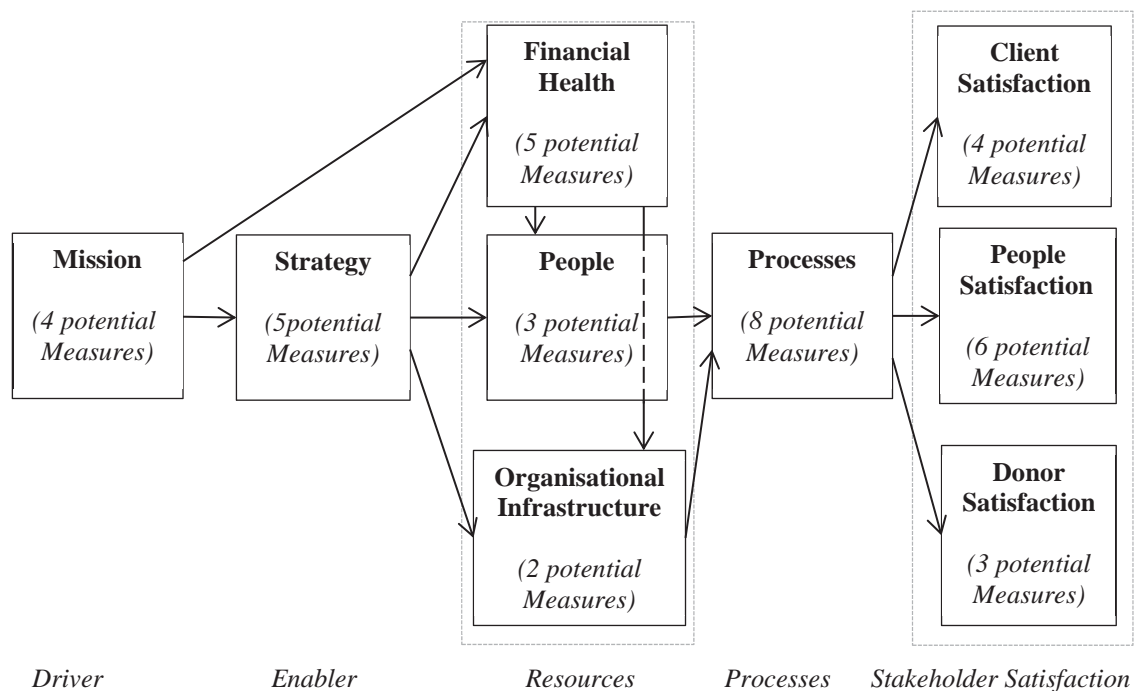 Financial
Health
(5 potential
Measures)
Client
Satisfaction
(4 potential
Measures)
Mission
(4 potential
Measures)
Strategy
(5potential
Measures)
People
(3 potential
Measures)
Processes
(8 potential
Measures)
People
Satisfaction
(6 potential
Measures)
Organisational
Infrastructure
(2 potential
Measures)
Donor
Satisfaction
(3 potential
Measures)
Driver
Enabler
Resources
Processes
Stakeholder Satisfaction